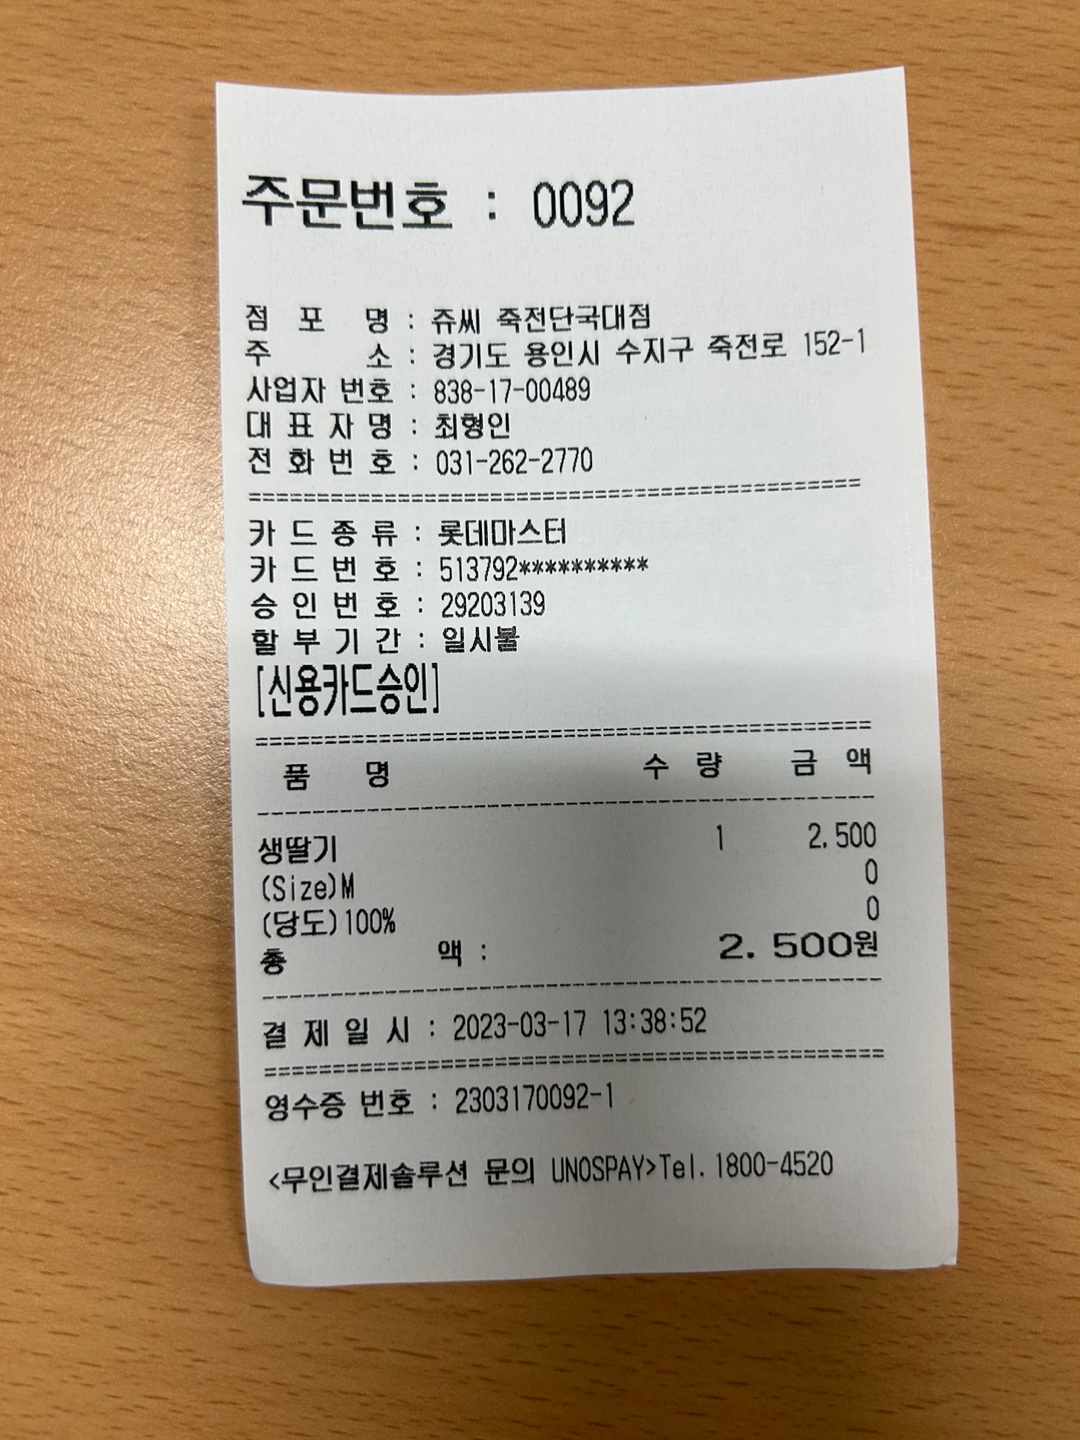 주문번호 : 0092
점 포 명 : 쥬씨 죽전단국대점
주 소 : 경기도 용인시 수지구 죽전로 152-1
사업자 번호 : 838-17-00489
대 표 자 명 : 최형인
전 화 번 호 : 031-262-2770
=============================================
카 드 종 류 : 롯데마스터
카 드 번 호 : 513792**********
승 인 번 호 : 29203139
할 부 기 간 : 일시불
[신용카드승인]
=============================================
품 명 수 량 금 액
---------------------------------------------
생딸기 1 2,500
(Size)M 0
(당도)100% 0
총 액 : 2,500원
---------------------------------------------
결 제 일 시 : 2023-03-17 13:38:52
=============================================
영수증 번호 : 2303170092-1
<무인결제솔루션 문의 UNOSPAY>Tel.1800-4520